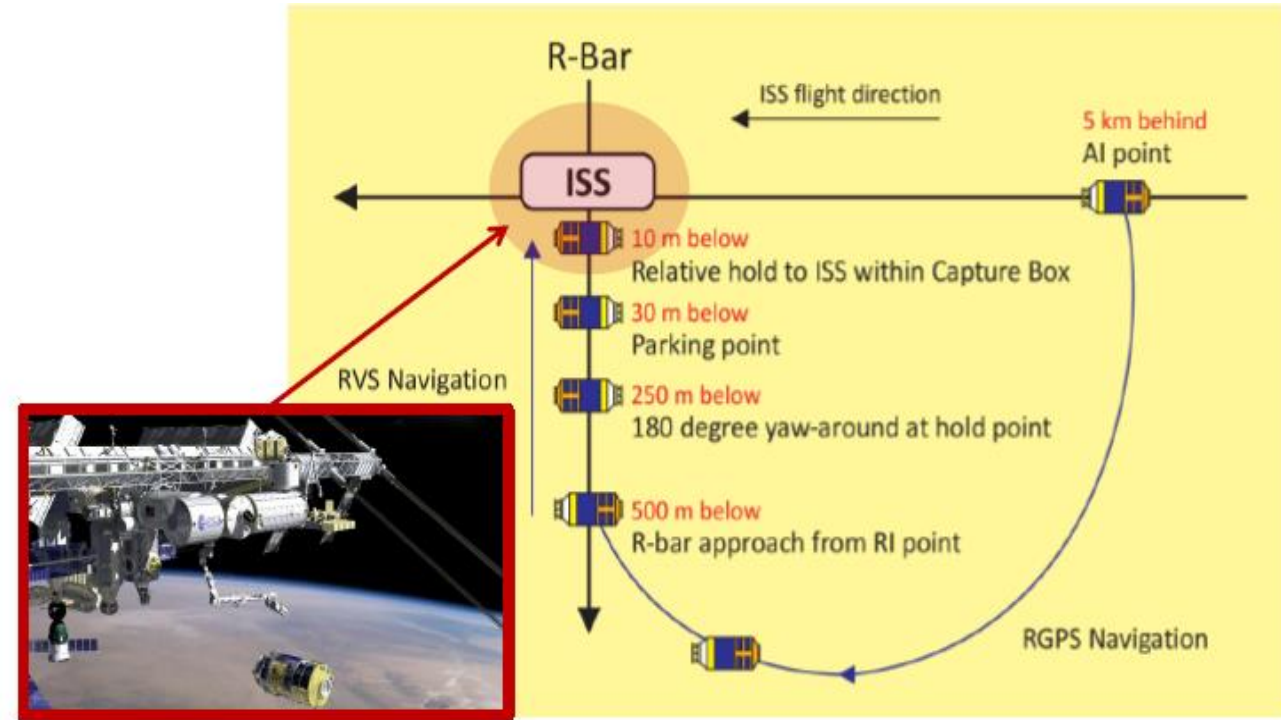 R-Bar
ISS flight direction
5 km behind
AI point
ISS
10 m below
Relative hold to ISS within Capture Box
30 m below
Parking point
RVS Navigation
250 m below
180 degree yaw-around at hold point
500 m below
R-bar approach from RI point
RGPS Navigation